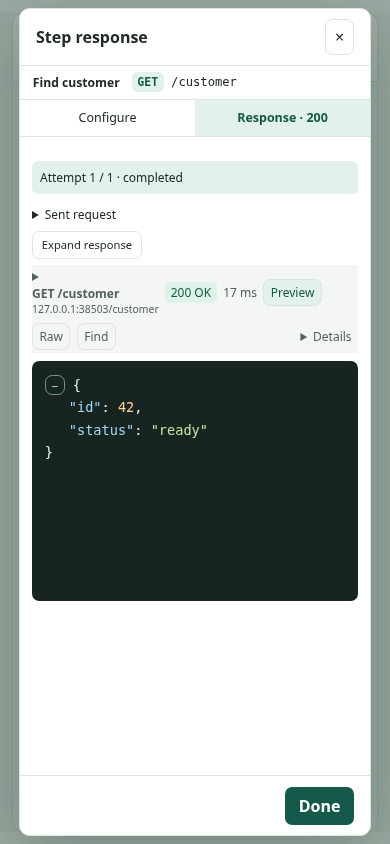 Step response ×
Find customer GET /customer
Configure Response · 200
Attempt 1 / 1 · completed
▶ Sent request
Expand response
▶
GET /customer 200 OK 17 ms Preview
127.0.0.1:38503/customer
Raw Find ▶ Details
− {
"id": 42,
"status": "ready"
}
Done